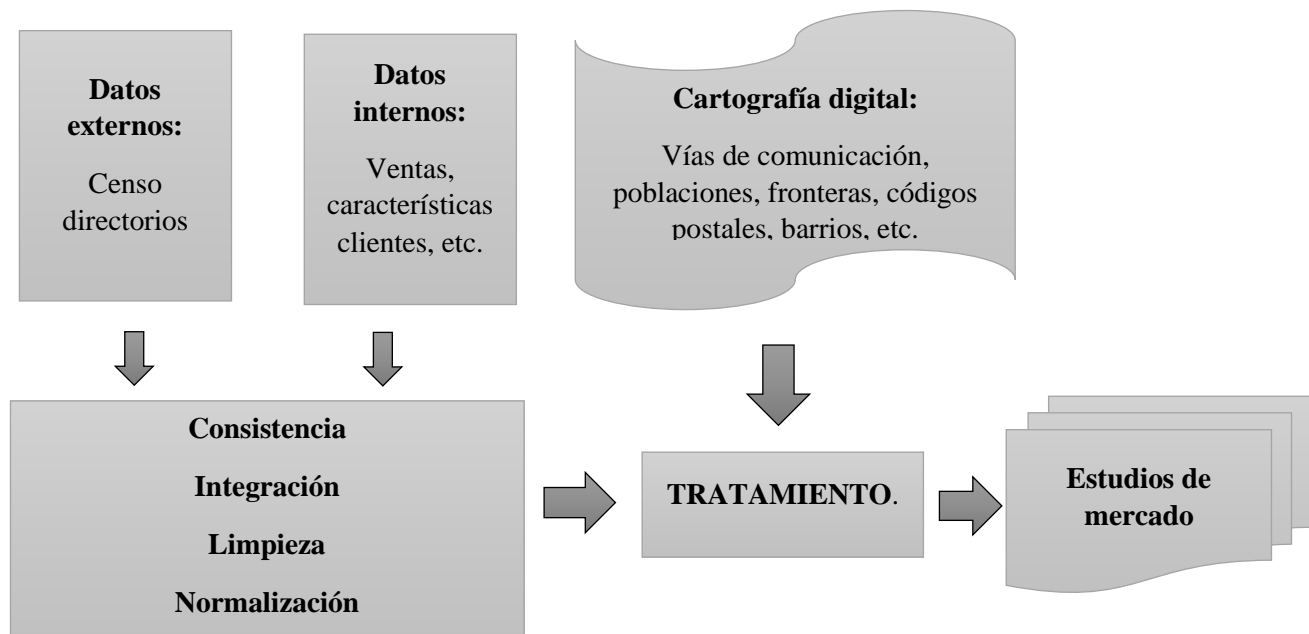 Datos
externos:
Censo
directorios
Datos
internos:
Ventas,
características
clientes, etc.
Cartografía digital:
Vías de comunicación,
poblaciones, fronteras, códigos
postales, barrios, etc.
Consistencia
Integración
Limpieza
Normalización
TRATAMIENTO.
Estudios de
mercado